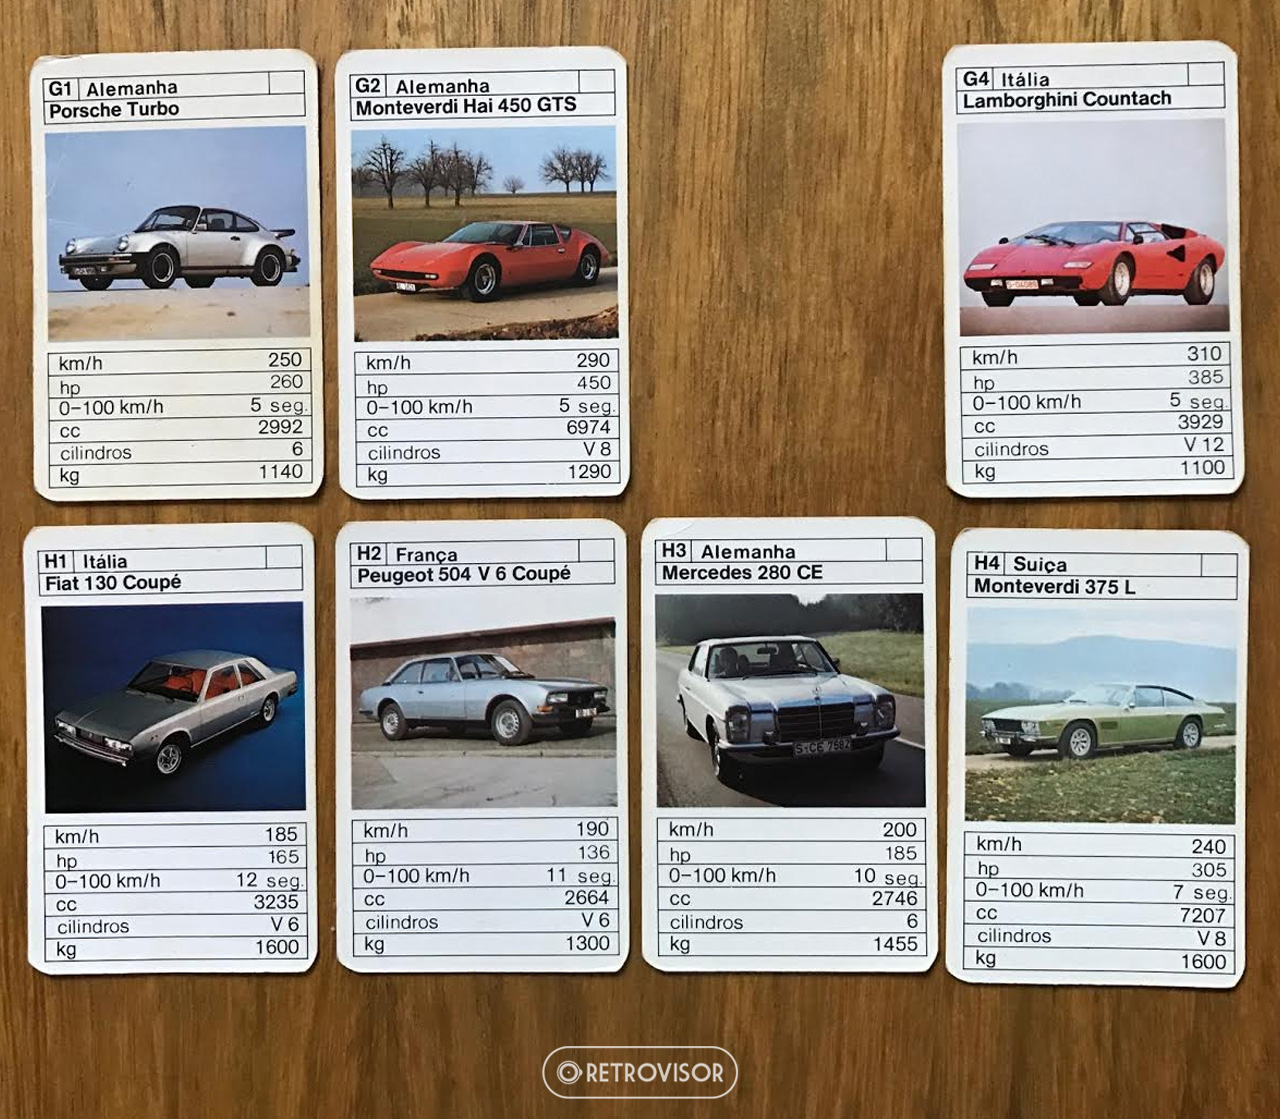 G1 Alemanha
Porsche Turbo
km/h 250
hp 260
0–100 km/h 5 seg.
cc 2992
cilindros 6
kg 1140
G2 Alemanha
Monteverdi Hai 450 GTS
km/h 290
hp 450
0–100 km/h 5 seg.
cc 6974
cilindros V 8
kg 1290
G4 Itália
Lamborghini Countach
km/h 310
hp 385
0–100 km/h 5 seg.
cc 3929
cilindros V 12
kg 1100
H1 Itália
Fiat 130 Coupé
km/h 185
hp 165
0–100 km/h 12 seg.
cc 3235
cilindros V 6
kg 1600
H2 França
Peugeot 504 V 6 Coupé
km/h 190
hp 136
0–100 km/h 11 seg.
cc 2664
cilindros V 6
kg 1300
H3 Alemanha
Mercedes 280 CE
km/h 200
hp 185
0–100 km/h 10 seg.
cc 2746
cilindros 6
kg 1455
H4 Suiça
Monteverdi 375 L
km/h 240
hp 305
0–100 km/h 7 seg.
cc 7207
cilindros V 8
kg 1600
RETROVISOR